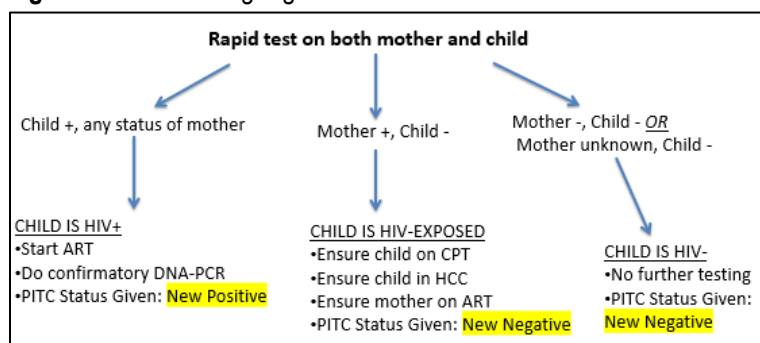 Rapid test on both mother and child
Child +, any status of mother
Mother +, Child -
Mother -, Child - OR
Mother unknown, Child -
CHILD IS HIV+
•Start ART
•Do confirmatory DNA-PCR
•PITC Status Given: New Positive
CHILD IS HIV-EXPOSED
•Ensure child on CPT
•Ensure child in HCC
•Ensure mother on ART
•PITC Status Given: New Negative
CHILD IS HIV-
•No further testing
•PITC Status Given:
New Negative